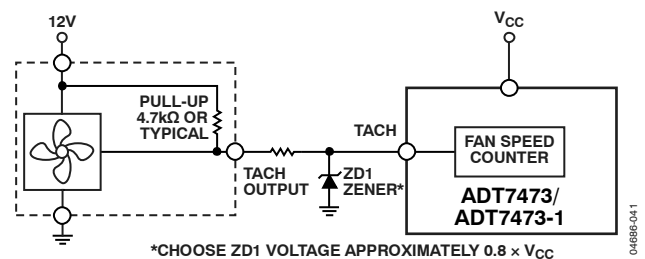 12V
VCC
PULL-UP
4.7kΩ OR
TYPICAL
TACH
OUTPUT
TACH
ZD1
ZENER*
FAN SPEED
COUNTER
ADT7473/
ADT7473-1
*CHOOSE ZD1 VOLTAGE APPROXIMATELY 0.8 × VCC
04686-041